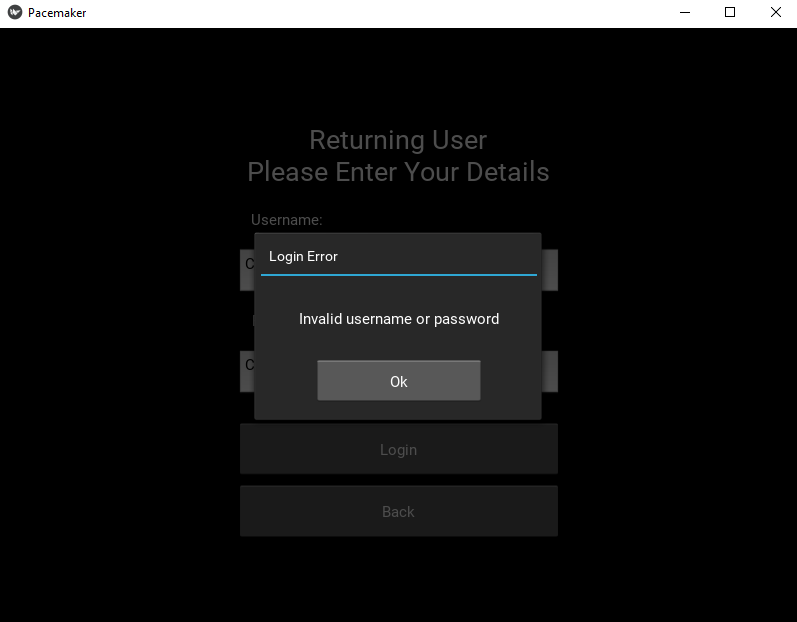 Pacemaker
Returning User
Please Enter Your Details
Username:
C
Login Error
Invalid username or password
C
Ok
Login
Back